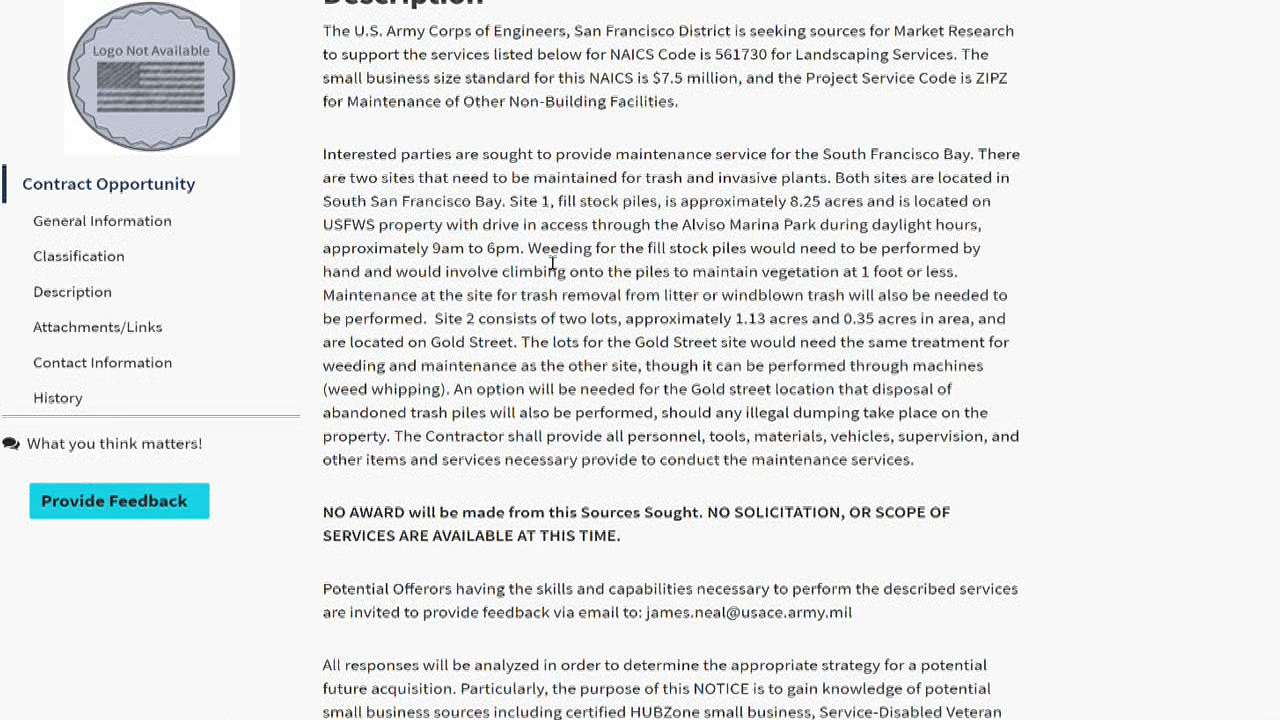 Description
Logo Not Available
The U.S. Army Corps of Engineers, San Francisco District is seeking sources for Market Research
to support the services listed below for NAICS Code is 561730 for Landscaping Services. The
small business size standard for this NAICS is $7.5 million, and the Project Service Code is ZIPZ
for Maintenance of Other Non-Building Facilities.
Interested parties are sought to provide maintenance service for the South Francisco Bay. There
are two sites that need to be maintained for trash and invasive plants. Both sites are located in
South San Francisco Bay. Site 1, fill stock piles, is approximately 8.25 acres and is located on
USFWS property with drive in access through the Alviso Marina Park during daylight hours,
approximately 9am to 6pm. Weeding for the fill stock piles would need to be performed by
hand and would involve climbing onto the piles to maintain vegetation at 1 foot or less.
Maintenance at the site for trash removal from litter or windblown trash will also be needed to
be performed.  Site 2 consists of two lots, approximately 1.13 acres and 0.35 acres in area, and
are located on Gold Street. The lots for the Gold Street site would need the same treatment for
weeding and maintenance as the other site, though it can be performed through machines
(weed whipping). An option will be needed for the Gold street location that disposal of
abandoned trash piles will also be performed, should any illegal dumping take place on the
property. The Contractor shall provide all personnel, tools, materials, vehicles, supervision, and
other items and services necessary provide to conduct the maintenance services.
NO AWARD will be made from this Sources Sought. NO SOLICITATION, OR SCOPE OF
SERVICES ARE AVAILABLE AT THIS TIME.
Potential Offerors having the skills and capabilities necessary to perform the described services
are invited to provide feedback via email to: james.neal@usace.army.mil
All responses will be analyzed in order to determine the appropriate strategy for a potential
future acquisition. Particularly, the purpose of this NOTICE is to gain knowledge of potential
small business sources including certified HUBZone small business, Service-Disabled Veteran
Contract Opportunity
General Information
Classification
Description
Attachments/Links
Contact Information
History
What you think matters!
Provide Feedback